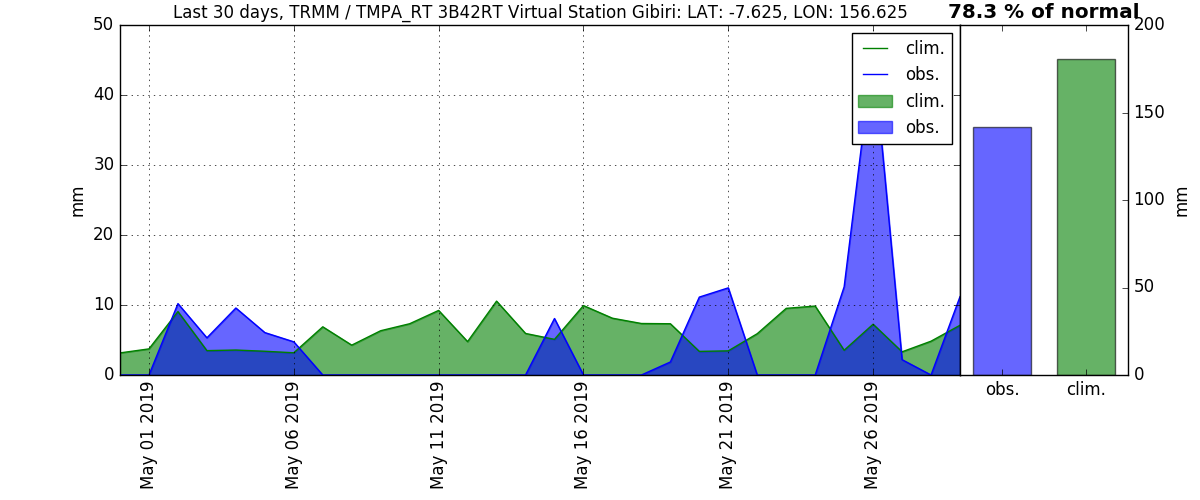 Last 30 days, TRMM / TMPA_RT 3B42RT Virtual Station Gibiri: LAT: -7.625, LON: 156.625
78.3 % of normal
50
40
30
20
10
0
mm
clim.
obs.
clim.
obs.
200
150
100
50
0
mm
obs.
clim.
May 01 2019
May 06 2019
May 11 2019
May 16 2019
May 21 2019
May 26 2019